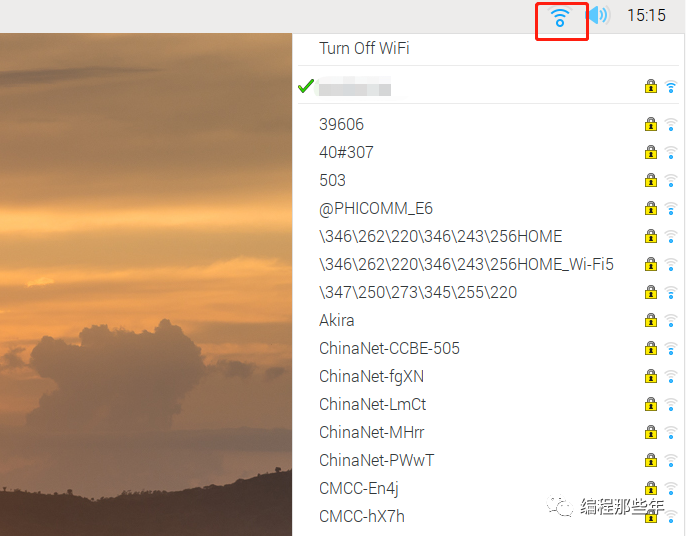 15:15
Turn Off WiFi
39606
40#307
503
@PHICOMM_E6
\346\262\220\346\243\256HOME
\346\262\220\346\243\256HOME_Wi-Fi5
\347\250\273\345\255\220
Akira
ChinaNet-CCBE-505
ChinaNet-fgXN
ChinaNet-LmCt
ChinaNet-MHrr
ChinaNet-PWwT
CMCC-En4j
CMCC-hX7h
编程那些年